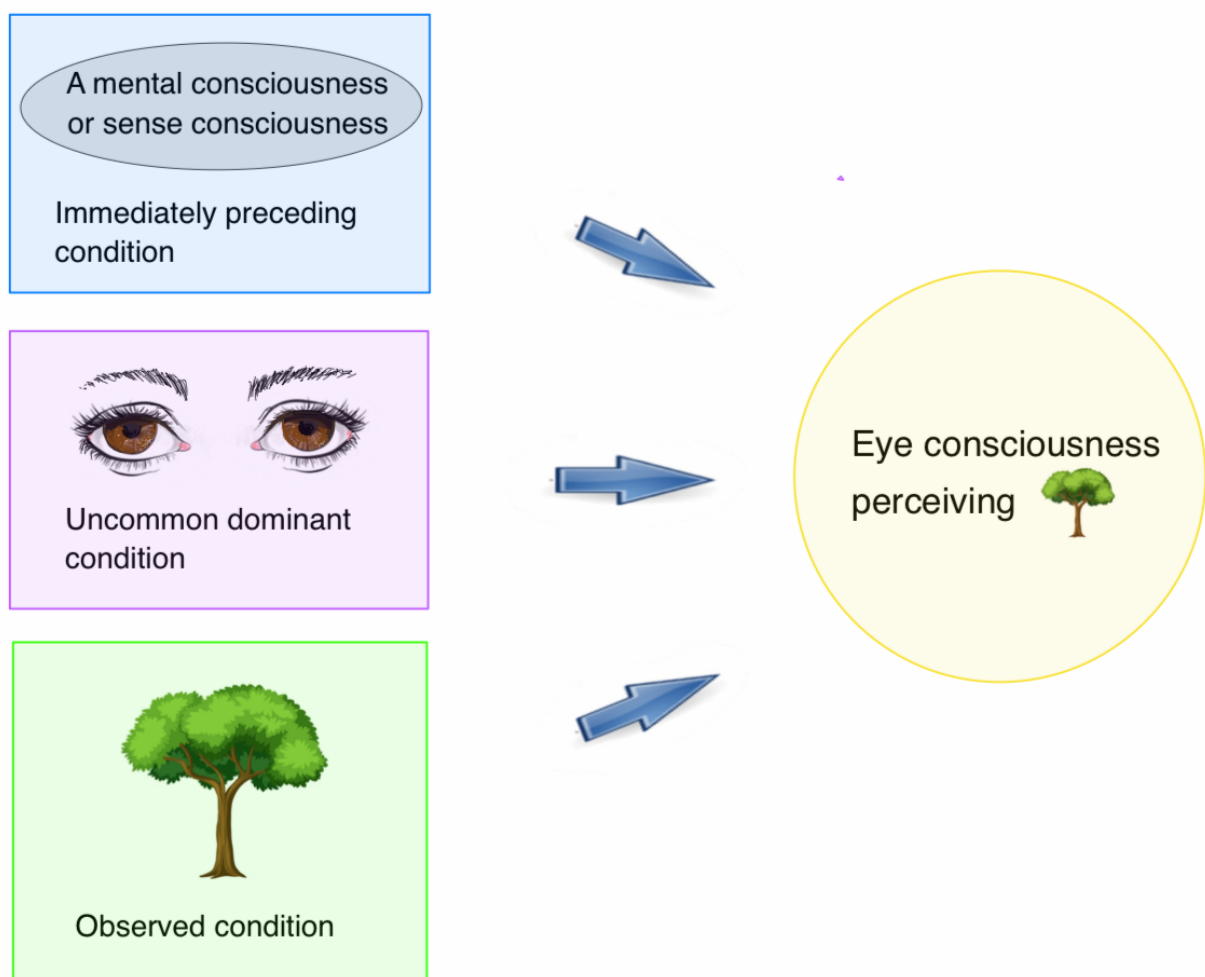 A mental consciousness
or sense consciousness
Immediately preceding
condition
Uncommon dominant
condition
Observed condition
Eye consciousness
perceiving